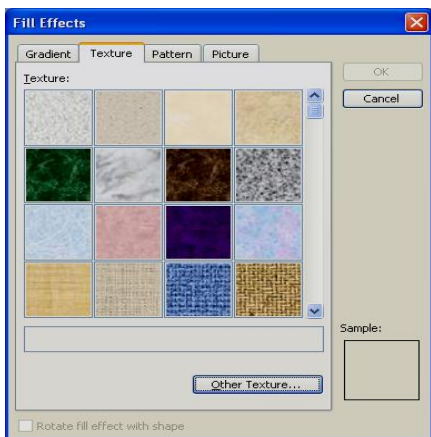 Fill Effects
Gradient Texture Pattern Picture
Texture:
OK
Cancel
Sample:
Other Texture...
Rotate fill effect with shape